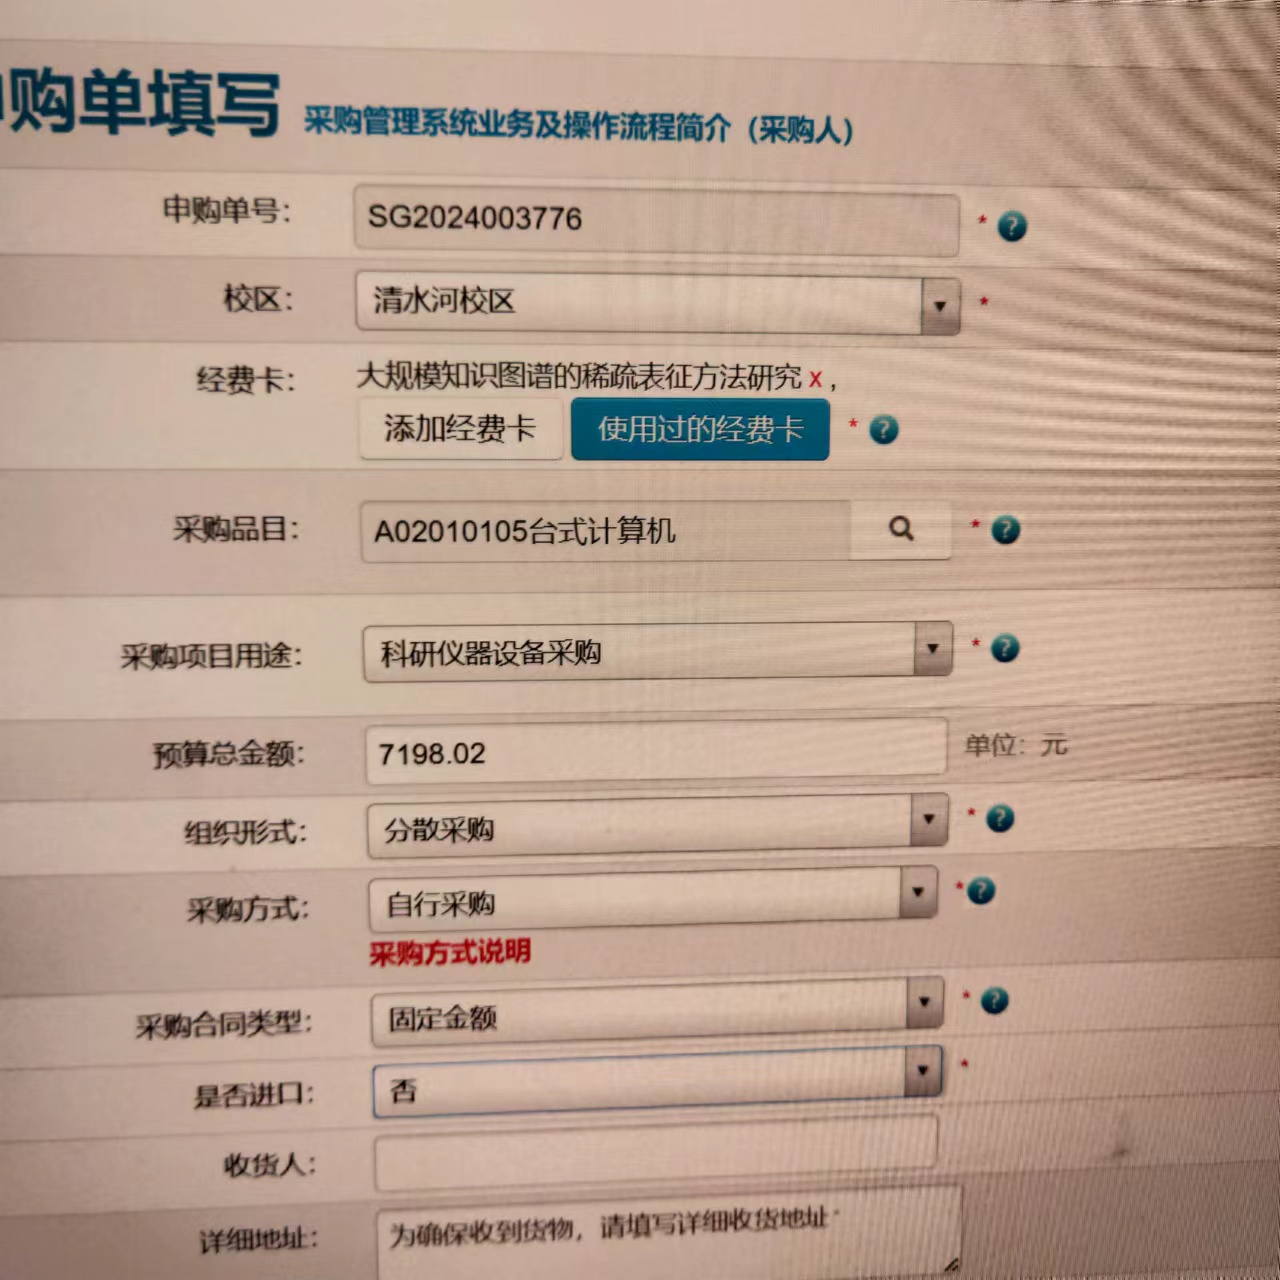 购单填写 采购管理系统业务及操作流程简介（采购人）
申购单号： SG2024003776 * ?
校区： 清水河校区 *
经费卡： 大规模知识图谱的稀疏表征方法研究 x ,
添加经费卡 使用过的经费卡 * ?
采购品目： A02010105台式计算机 * ?
采购项目用途： 科研仪器设备采购 * ?
预算总金额： 7198.02 单位：元
组织形式： 分散采购 * ?
采购方式： 自行采购 * ?
采购方式说明
采购合同类型： 固定金额 * ?
是否进口： 否 *
收货人：
详细地址： 为确保收到货物，请填写详细收货地址